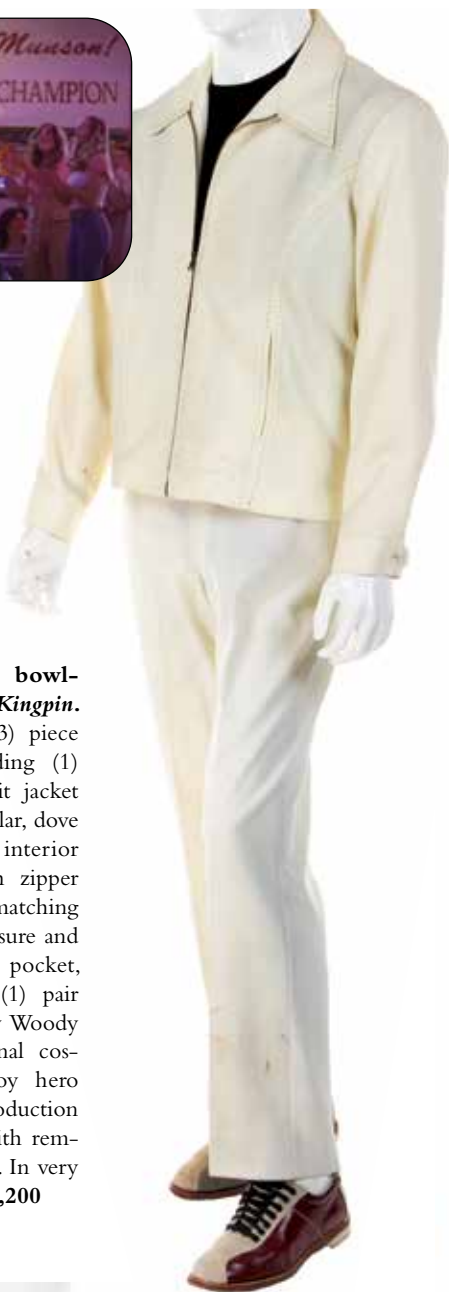 Munson!
CHAMPION
bowl-
Kingpin.
3) piece
ding (1)
it jacket
lar, dove
interior
n zipper
matching
sure and
pocket,
(1) pair
Woody
nal cos-
oy hero
oduction
ith rem-
. In very
,200